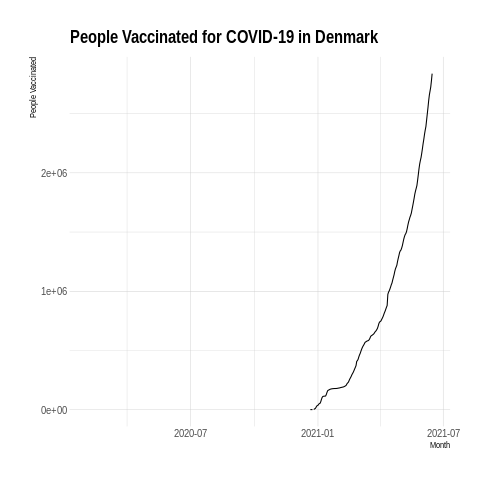 People Vaccinated for COVID-19 in Denmark
People Vaccinated
2e+06
1e+06
0e+00
2020-07
2021-01
2021-07
Month